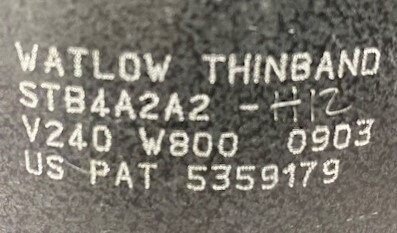 WATLOW THINBAND
STB4A2A2 - H12
V240 W800 0903
US PAT 5359179